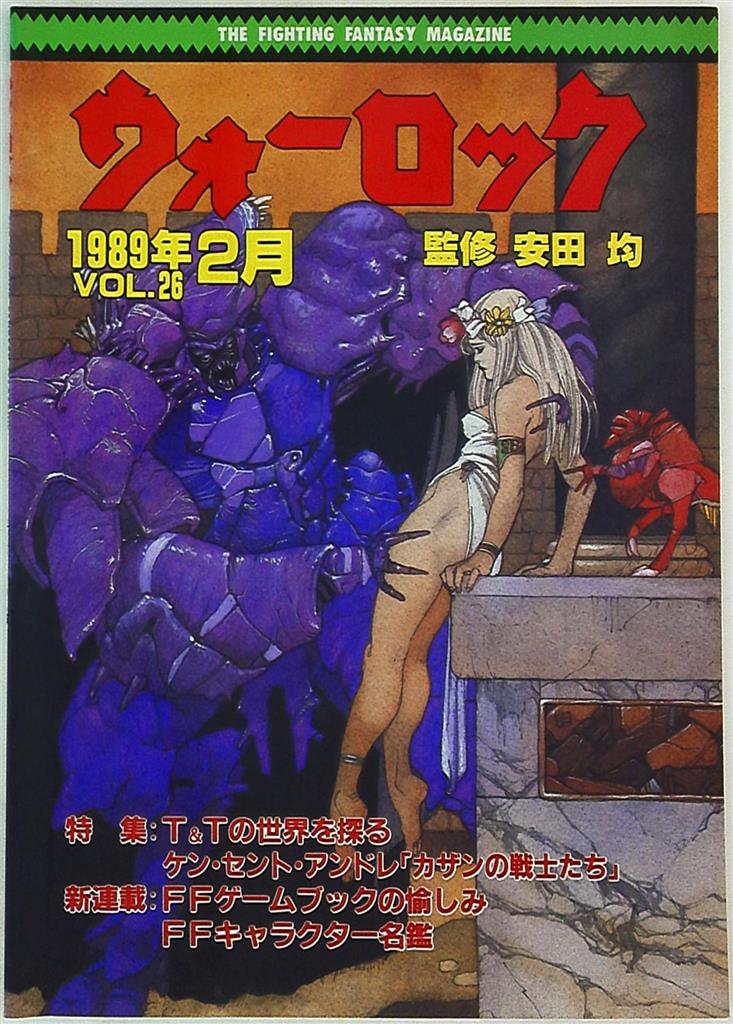 THE FIGHTING FANTASY MAGAZINE
ウォーロック
1989年2月
VOL.26
監修 安田 均
特 集:T&Tの世界を探る
ケン・セント・アンドレ「カザンの戦士たち」
新連載:FFゲームブックの愉しみ
FFキャラクター名鑑